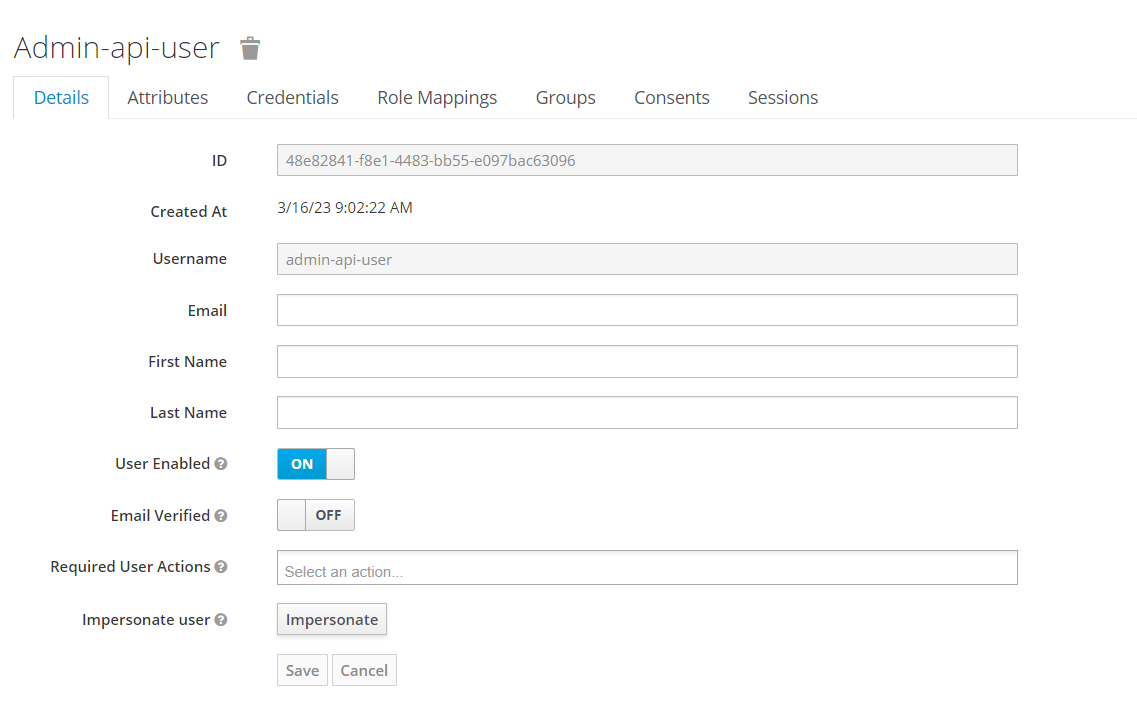 Admin-api-user
Details Attributes Credentials Role Mappings Groups Consents Sessions
ID 48e82841-f8e1-4483-bb55-e097bac63096
Created At 3/16/23 9:02:22 AM
Username admin-api-user
Email
First Name
Last Name
User Enabled ? ON
Email Verified ? OFF
Required User Actions ? Select an action...
Impersonate user ? Impersonate
Save Cancel